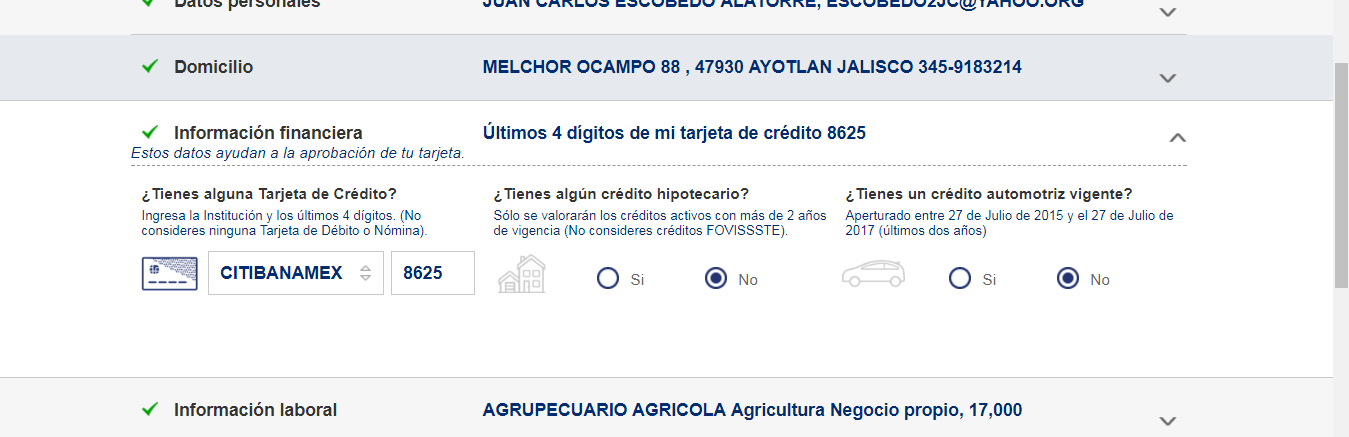 Datos personales JUAN CARLOS ESCOBEDO ALATORRE, ESCOBEDO2JC@YAHOO.ORG
Domicilio MELCHOR OCAMPO 88 , 47930 AYOTLAN JALISCO 345-9183214
Información financiera Últimos 4 dígitos de mi tarjeta de crédito 8625
Estos datos ayudan a la aprobación de tu tarjeta.
¿Tienes alguna Tarjeta de Crédito?
Ingresa la Institución y los últimos 4 dígitos. (No
consideres ninguna Tarjeta de Débito o Nómina).
CITIBANAMEX 8625
¿Tienes algún crédito hipotecario?
Sólo se valorarán los créditos activos con más de 2 años
de vigencia (No consideres créditos FOVISSSTE).
Si No
¿Tienes un crédito automotriz vigente?
Aperturado entre 27 de Julio de 2015 y el 27 de Julio de
2017 (últimos dos años)
Si No
Información laboral AGRUPECUARIO AGRICOLA Agricultura Negocio propio, 17,000